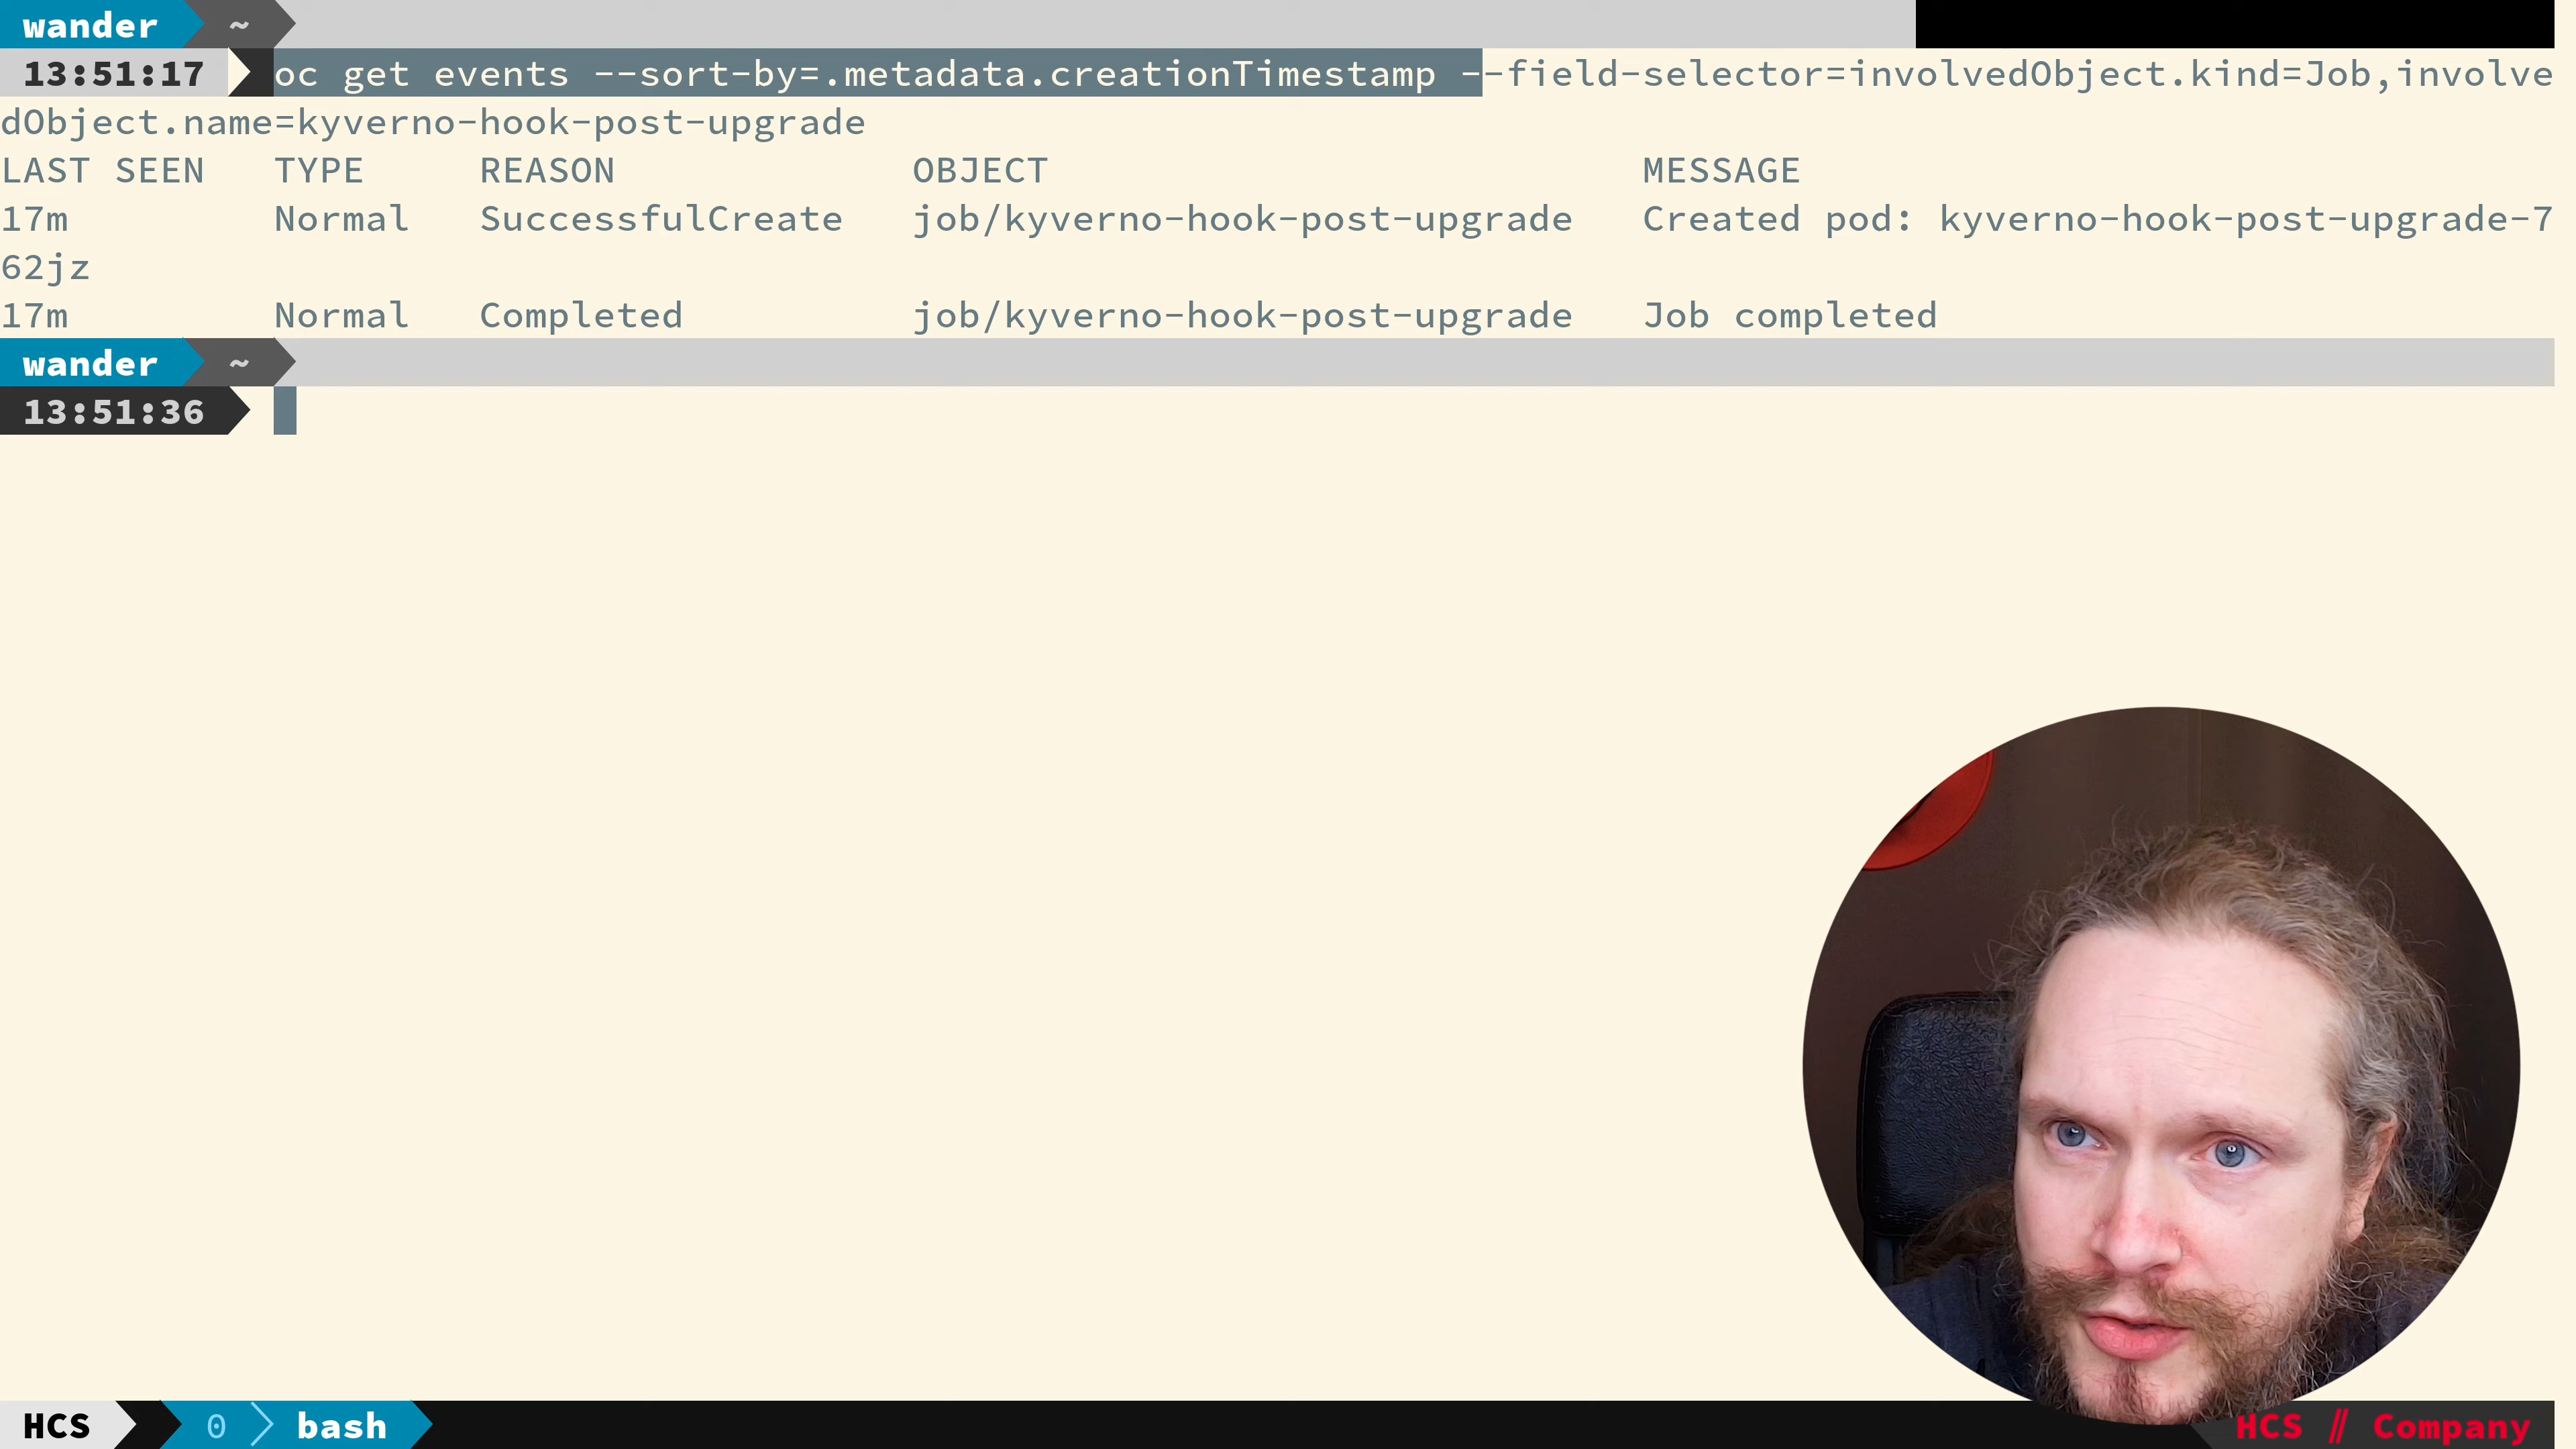 wander ~
13:51:17 oc get events --sort-by=.metadata.creationTimestamp --field-selector=involvedObject.kind=Job,involve
dObject.name=kyverno-hook-post-upgrade
LAST SEEN TYPE REASON OBJECT MESSAGE
17m Normal SuccessfulCreate job/kyverno-hook-post-upgrade Created pod: kyverno-hook-post-upgrade-7
62jz
17m Normal Completed job/kyverno-hook-post-upgrade Job completed
wander ~
13:51:36
HCS 0 bash HCS // Company